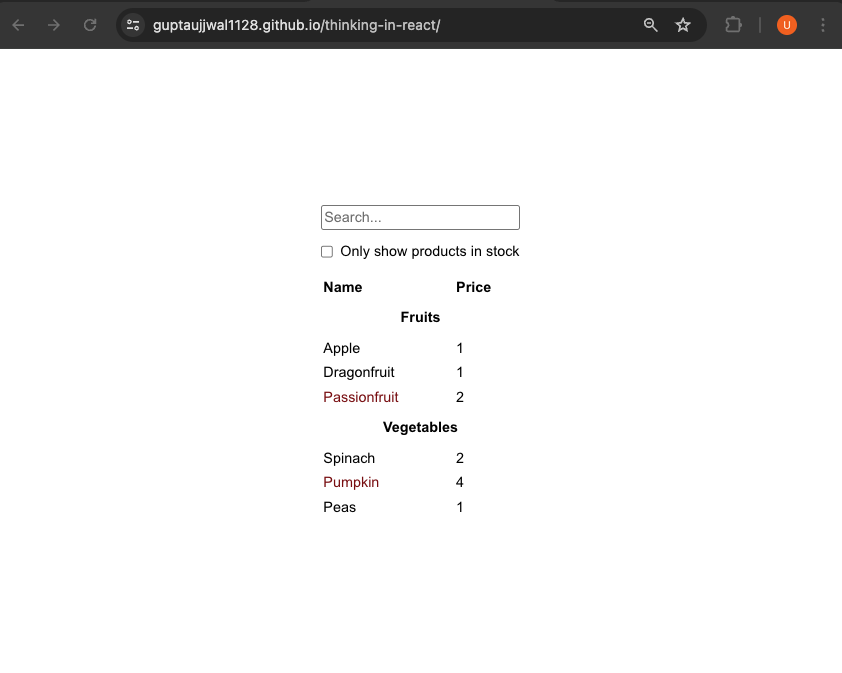 guptaujjwal1128.github.io/thinking-in-react/
U
Search...
Only show products in stock
Name Price
Fruits
Apple 1
Dragonfruit 1
Passionfruit 2
Vegetables
Spinach 2
Pumpkin 4
Peas 1